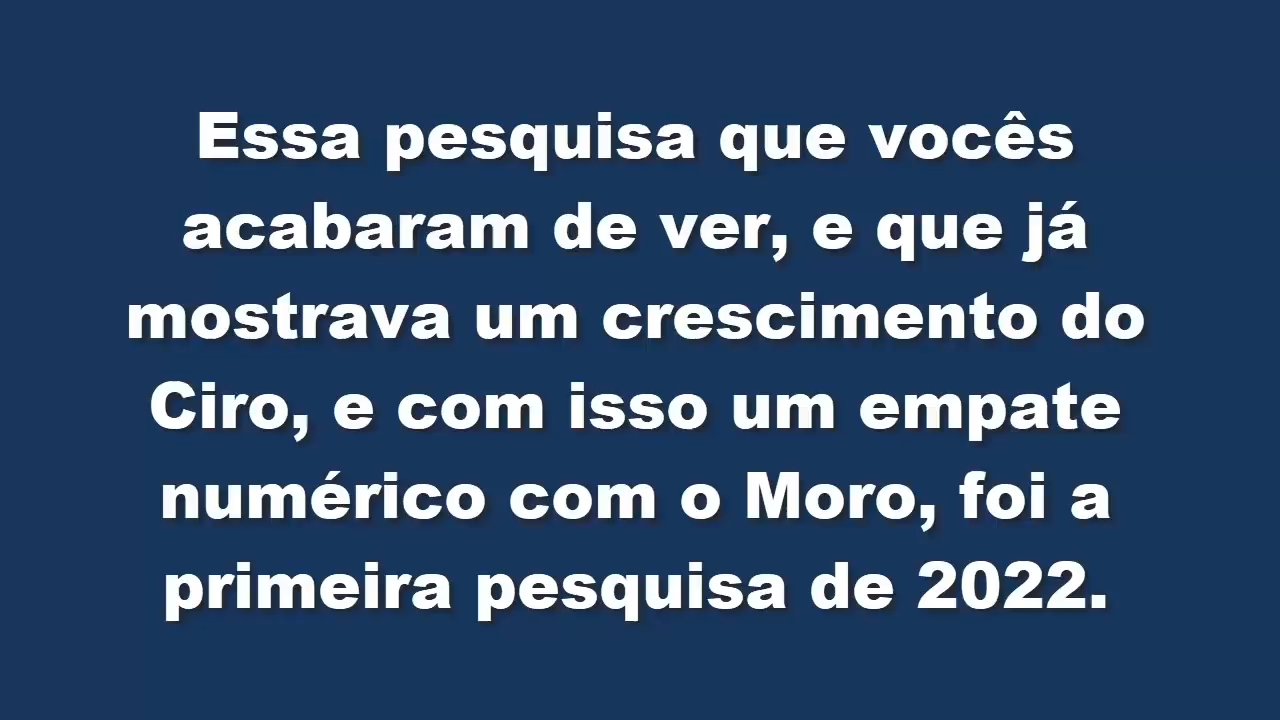 Essa pesquisa que vocês
acabaram de ver, e que já
mostrava um crescimento do
Ciro, e com isso um empate
numérico com o Moro, foi a
primeira pesquisa de 2022.